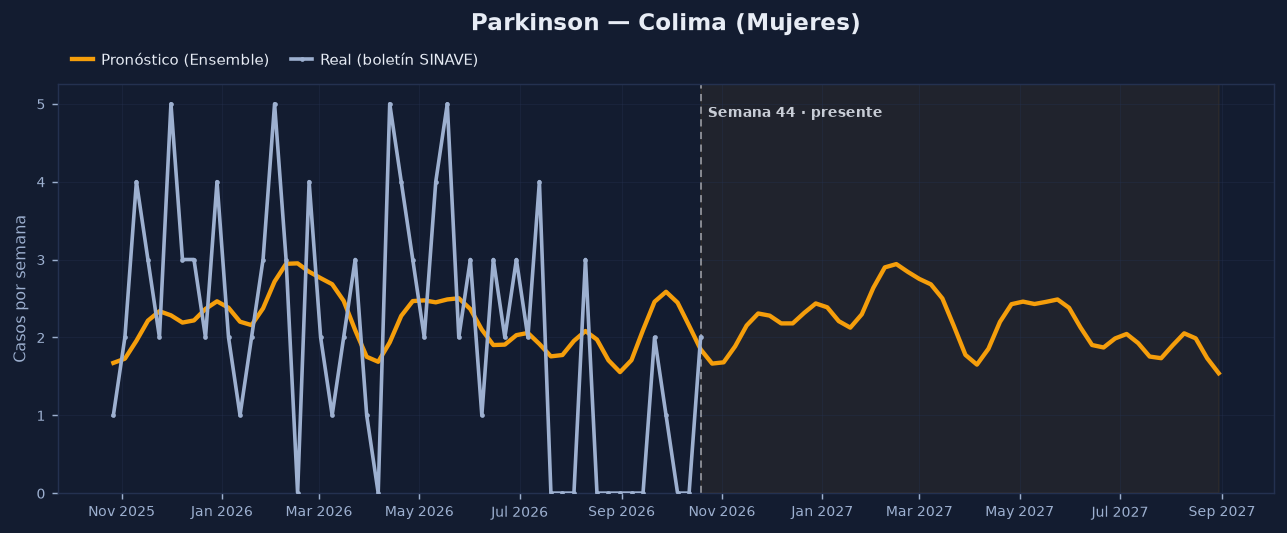 Parkinson — Colima (Mujeres)
Pronóstico (Ensemble)
Real (boletín SINAVE)
Casos por semana
5
4
3
2
1
0
Semana 44 · presente
Nov 2025
Jan 2026
Mar 2026
May 2026
Jul 2026
Sep 2026
Nov 2026
Jan 2027
Mar 2027
May 2027
Jul 2027
Sep 2027